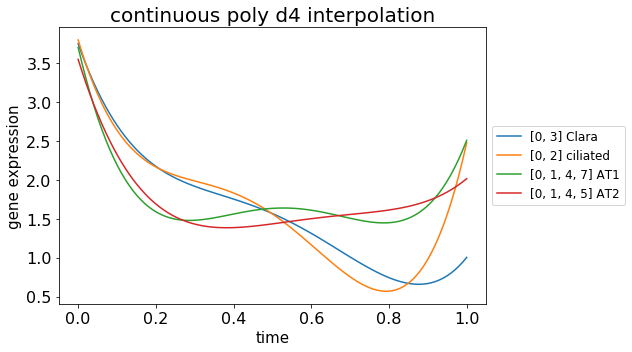 continuous poly d4 interpolation
gene expression
3.5
3.0
2.5
2.0
1.5
1.0
0.5
0.0 0.2 0.4 0.6 0.8 1.0
time
[0, 3] Clara
[0, 2] ciliated
[0, 1, 4, 7] AT1
[0, 1, 4, 5] AT2